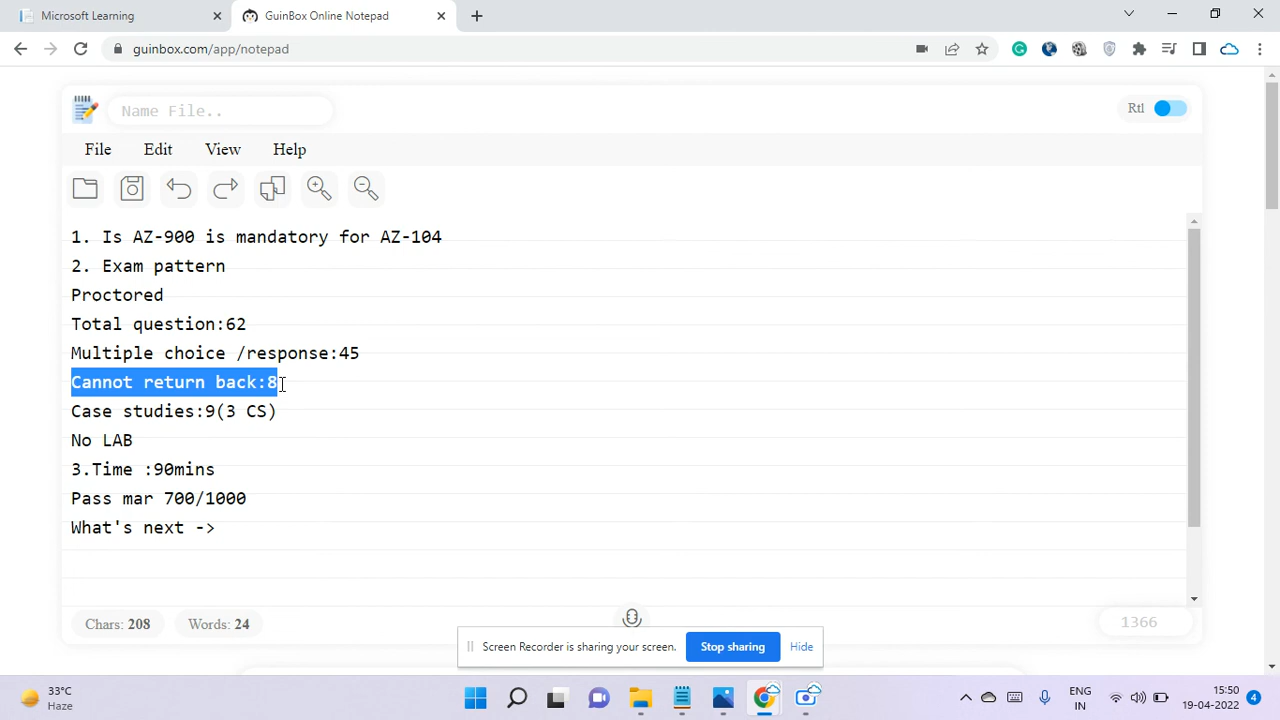 Microsoft Learning
GuinBox Online Notepad
guinbox.com/app/notepad
Name File..
Rtl
File Edit View Help
1. Is AZ-900 is mandatory for AZ-104
2. Exam pattern
Proctored
Total question:62
Multiple choice /response:45
Cannot return back:8
Case studies:9(3 CS)
No LAB
3.Time :90mins
Pass mar 700/1000
What's next ->
Chars: 208 Words: 24
1366
Screen Recorder is sharing your screen. Stop sharing Hide
33°C
Haze
ENG
IN
15:50
19-04-2022
4